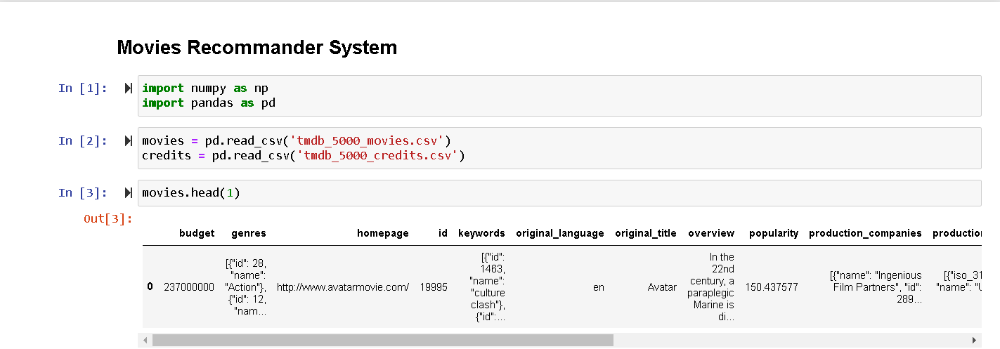 Movies Recommander System
In [1]:
import numpy as np
import pandas as pd
In [2]:
movies = pd.read_csv('tmdb_5000_movies.csv')
credits = pd.read_csv('tmdb_5000_credits.csv')
In [3]:
movies.head(1)
Out[3]:
budget genres homepage id keywords original_language original_title overview popularity production_companies production
0 237000000
[{"id": 28,
"name":
"Action"},
{"id": 12,
"nam...
http://www.avatarmovie.com/ 19995
[{"id":
1463,
"name":
"culture
clash"},
{"id":...
en Avatar
In the
22nd
century, a
paraplegic
Marine is
di...
150.437577
[{"name": "Ingenious
Film Partners", "id":
289...
[{"iso_31
"name": "U